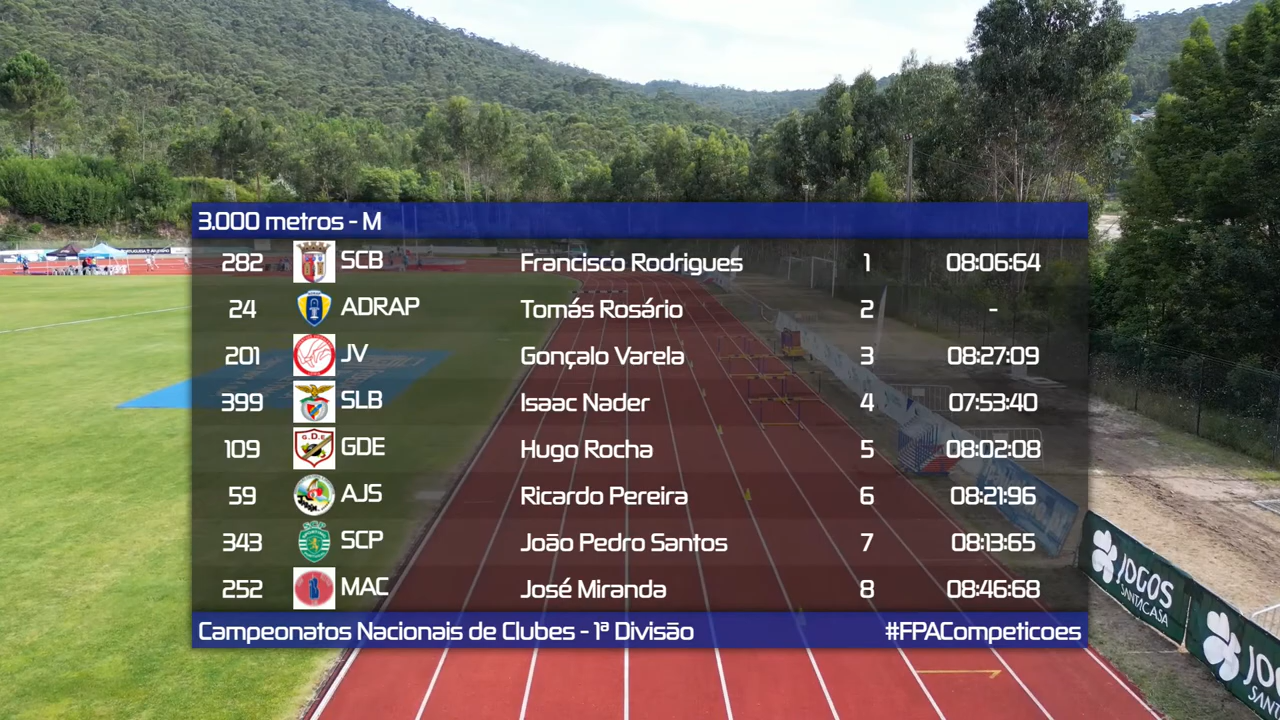 3.000 metros - M
282 SCB Francisco Rodrigues 1 08:06:64
24 ADRAP Tomás Rosário 2 -
201 JV Gonçalo Varela 3 08:27:09
399 SLB Isaac Nader 4 07:53:40
109 GDE Hugo Rocha 5 08:02:08
59 AJS Ricardo Pereira 6 08:21:96
343 SCP João Pedro Santos 7 08:13:65
252 MAC José Miranda 8 08:46:68
Campeonatos Nacionais de Clubes - 1ª Divisão #FPACompeticoes
JOGOS
SANTA CASA